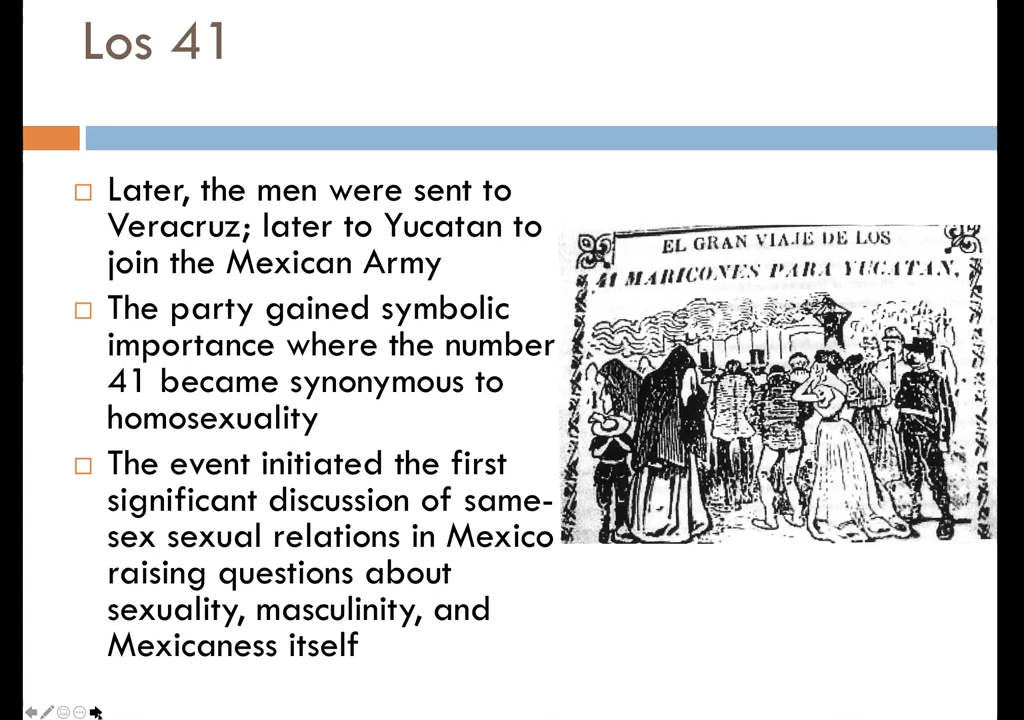 Los 41
Later, the men were sent to
Veracruz; later to Yucatan to
join the Mexican Army
The party gained symbolic
importance where the number
41 became synonymous to
homosexuality
The event initiated the first
significant discussion of same-
sex sexual relations in Mexico
raising questions about
sexuality, masculinity, and
Mexicaness itself
EL GRAN VIAJE DE LOS
41 MARICONES PARA YUCATAN,